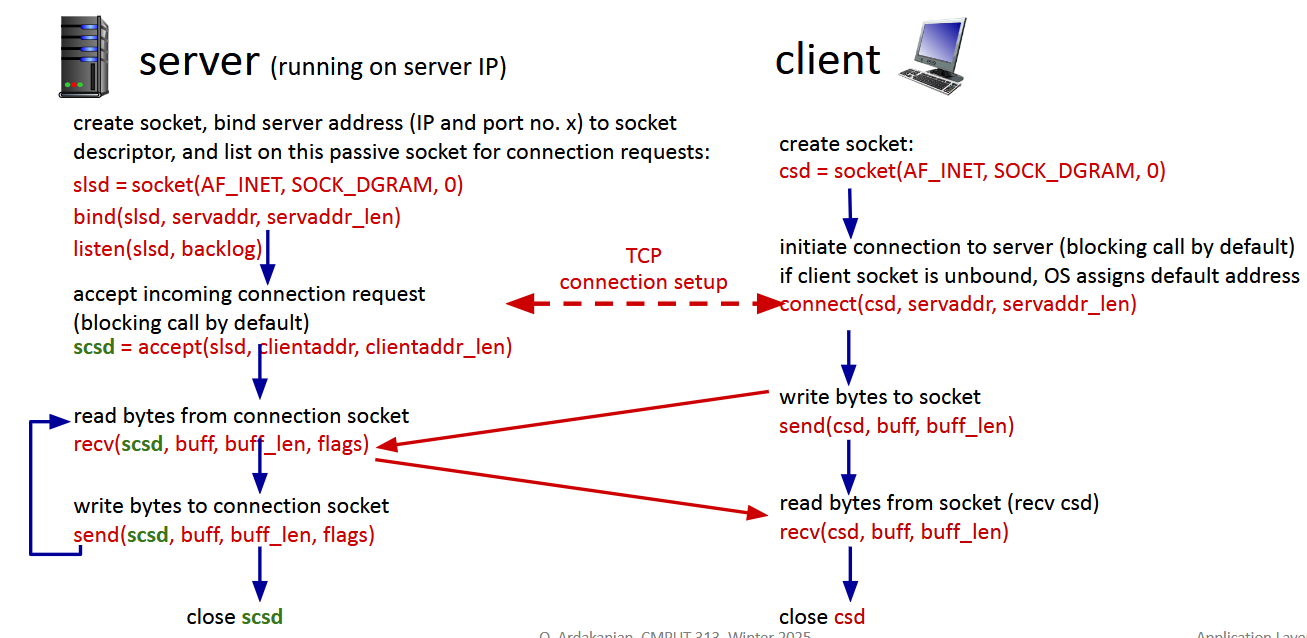 server (running on server IP)
create socket, bind server address (IP and port no. x) to socket
descriptor, and list on this passive socket for connection requests:
slsd = socket(AF_INET, SOCK_DGRAM, 0)
bind(slsd, servaddr, servaddr_len)
listen(slsd, backlog)
accept incoming connection request
(blocking call by default)
scsd = accept(slsd, clientaddr, clientaddr_len)
read bytes from connection socket
recv(scsd, buff, buff_len, flags)
write bytes to connection socket
send(scsd, buff, buff_len, flags)
close scsd
TCP
connection setup
client
create socket:
csd = socket(AF_INET, SOCK_DGRAM, 0)
initiate connection to server (blocking call by default)
if client socket is unbound, OS assigns default address
connect(csd, servaddr, servaddr_len)
write bytes to socket
send(csd, buff, buff_len)
read bytes from socket (recv csd)
recv(csd, buff, buff_len)
close csd
O. Ardakanian, CMPUT 313, Winter 2025
Application